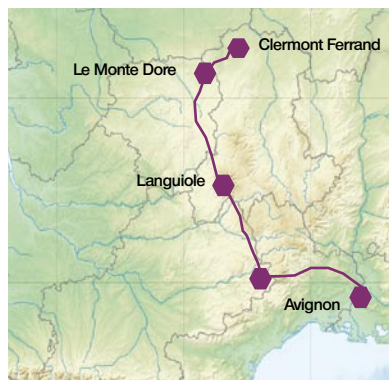 Clermont Ferrand
Le Monte Dore
Languiole
Avignon